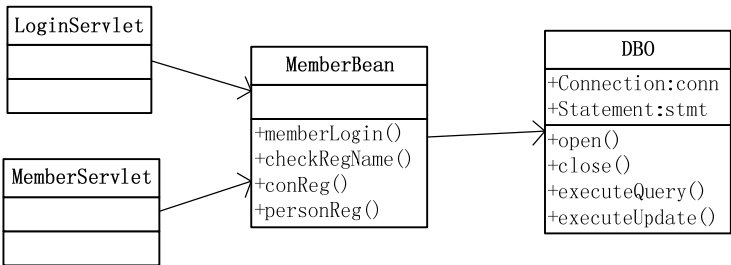 LoginServlet
MemberServlet
MemberBean
+memberLogin()
+checkRegName()
+conReg()
+personReg()
DBO
+Connection:conn
+Statement:stmt
+open()
+close()
+executeQuery()
+executeUpdate()